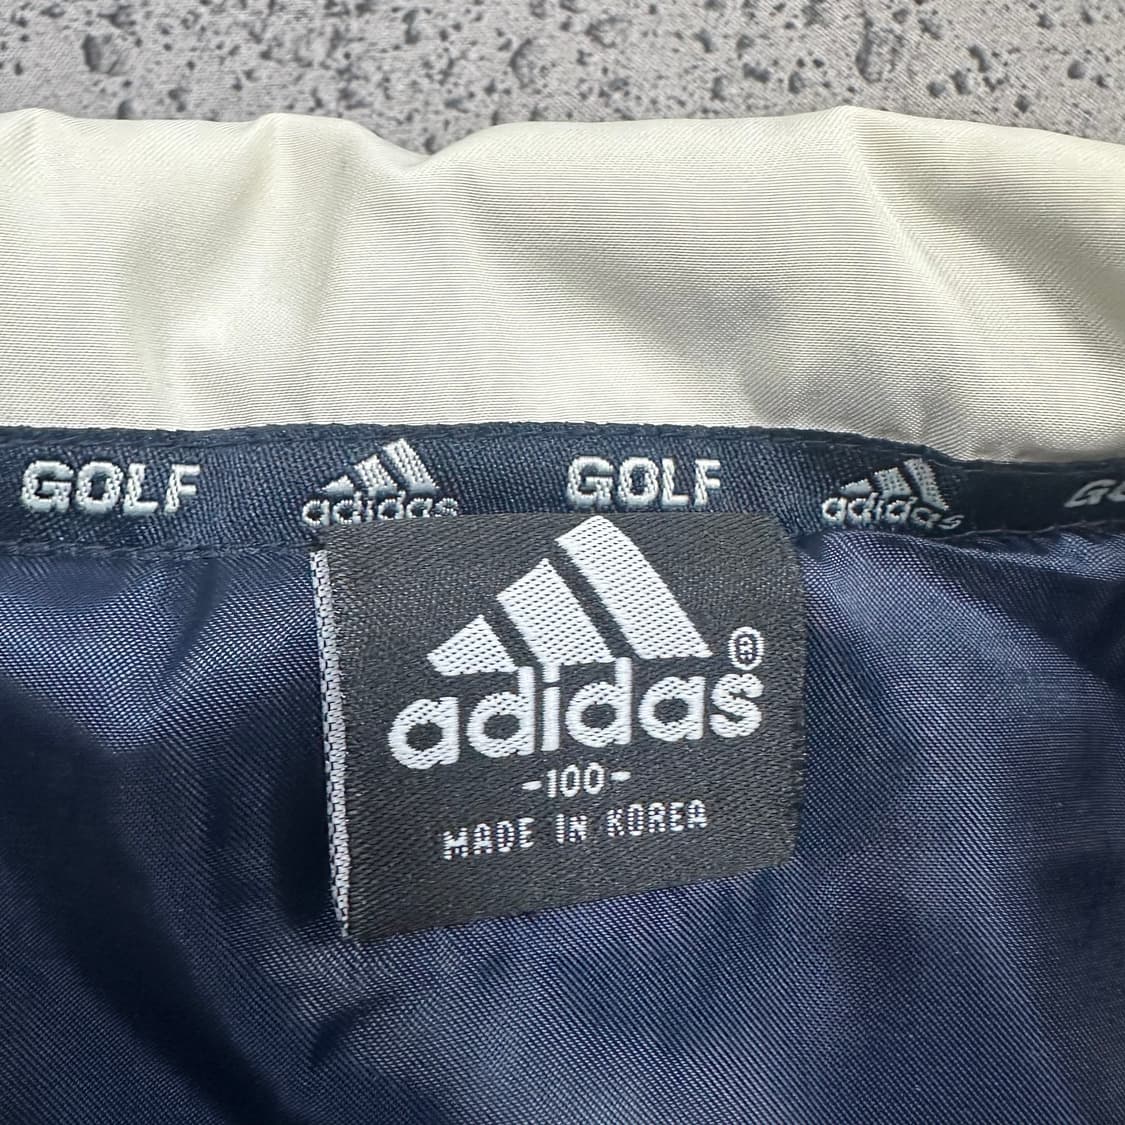 GOLF adidas GOLF adidas
adidas®
-100-
MADE IN KOREA